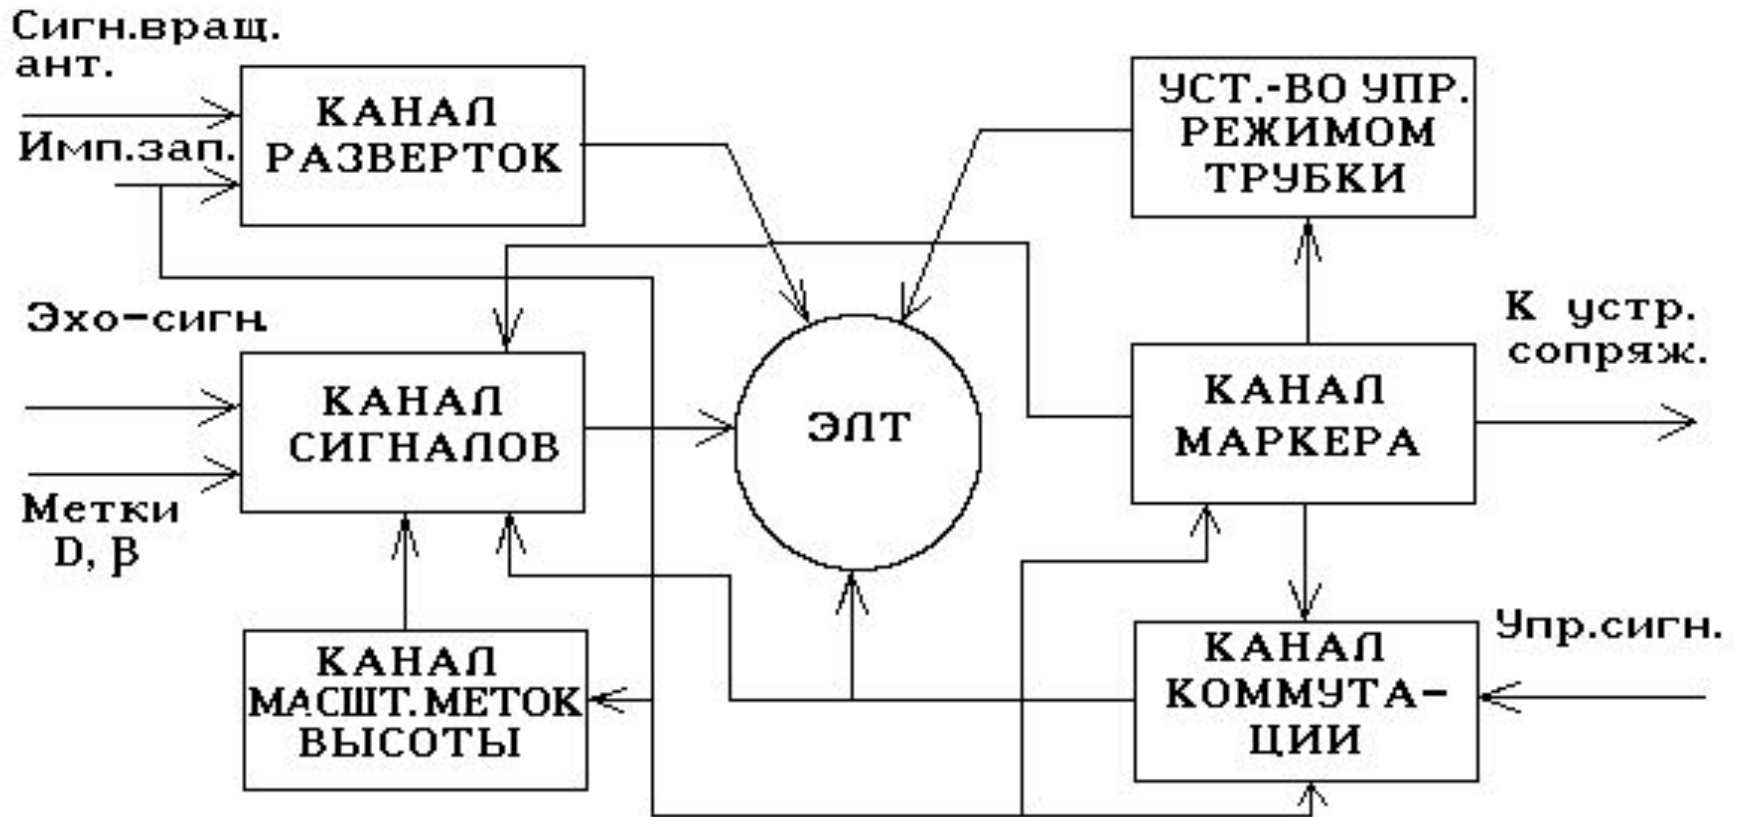 Сигн.вращ.
ант.
Имп.зап.
КАНАЛ
РАЗВЕРТОК
УСТ.-ВО УПР.
РЕЖИМОМ
ТРУБКИ
Эхо-сигн.
КАНАЛ
СИГНАЛОВ
Метки
D, β
ЭЛТ
КАНАЛ
МАРКЕРА
К устр.
сопряж.
КАНАЛ
МАСШТ.МЕТОК
ВЫСОТЫ
КАНАЛ
КОММУТА-
ЦИИ
Упр.сигн.